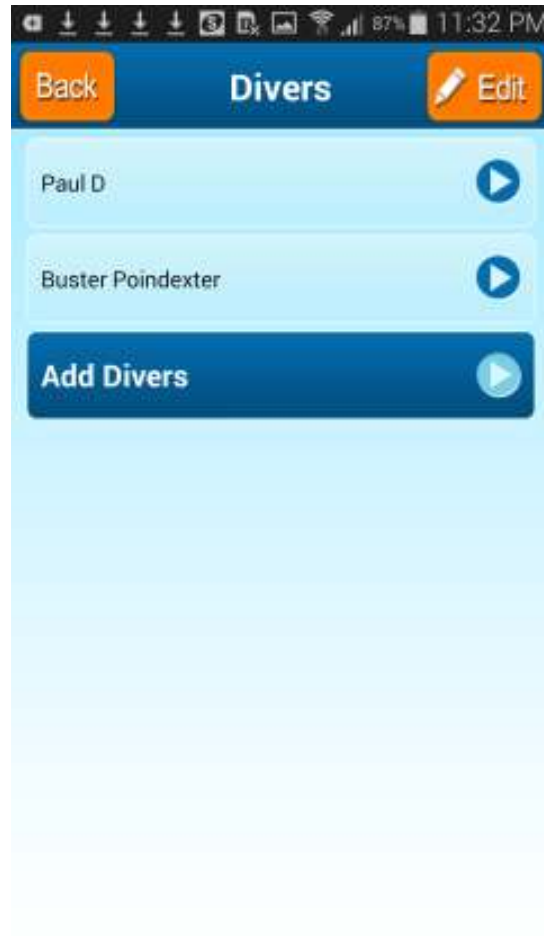 87% 11:32 PM
Back Divers Edit
Paul D
Buster Poindexter
Add Divers